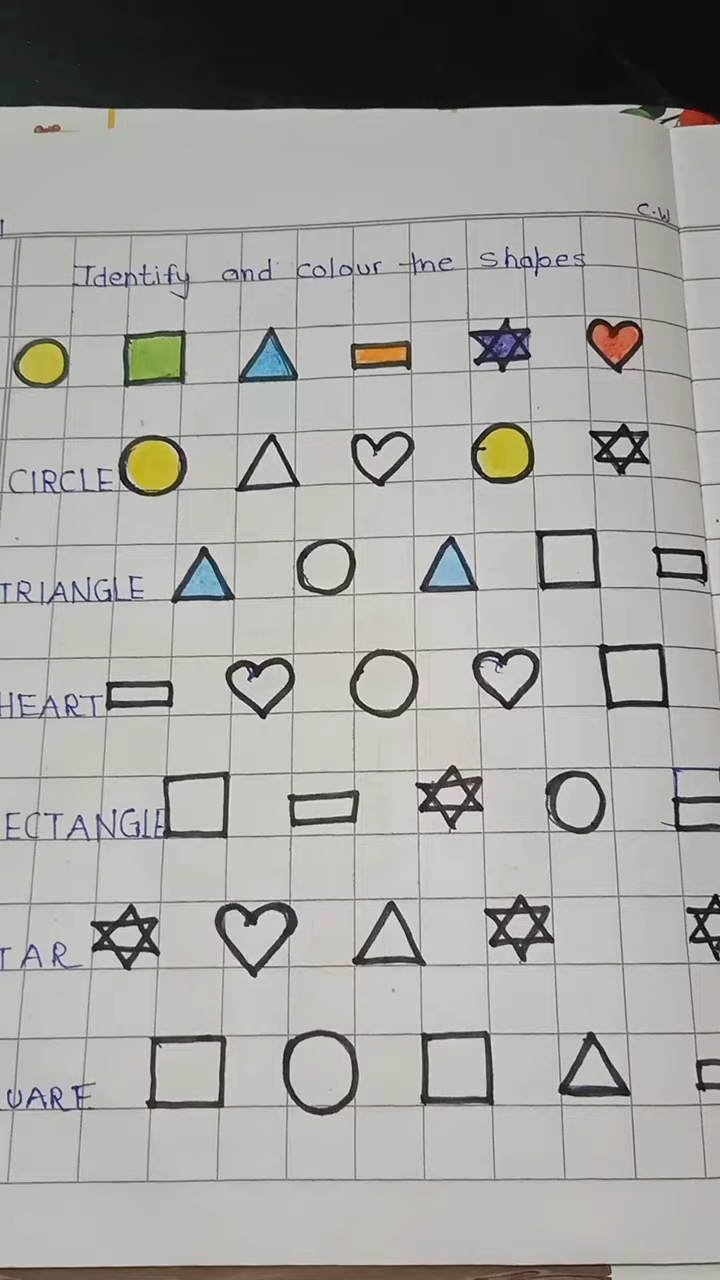 C.W
Identify and colour the shapes
CIRCLE
TRIANGLE
HEART
ECTANGLE
TAR
UARE